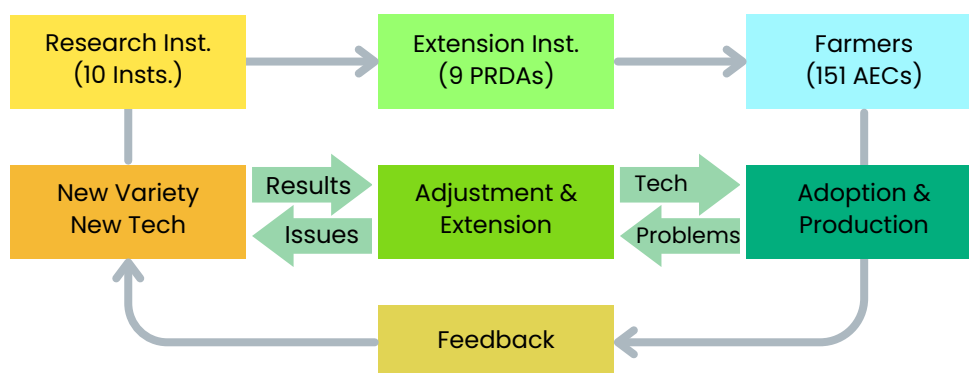 Research Inst.
(10 Insts.)
Extension Inst.
(9 PRDAs)
Farmers
(151 AECs)
New Variety
New Tech
Results
Issues
Adjustment &
Extension
Tech
Problems
Adoption &
Production
Feedback